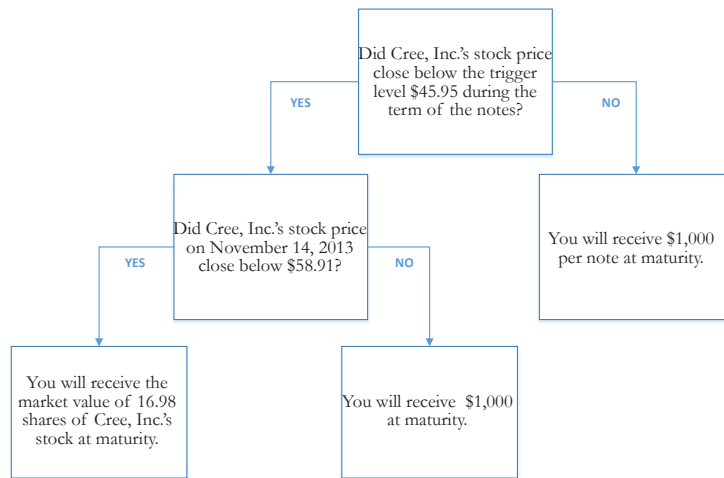 Did Cree, Inc.'s stock price
close below the trigger
level $45.95 during the
term of the notes?
YES
NO
Did Cree, Inc.'s stock price
on November 14, 2013
close below $58.91?
You will receive $1,000
per note at maturity.
YES
NO
You will receive the
market value of 16.98
shares of Cree, Inc.'s
stock at maturity.
You will receive $1,000
at maturity.